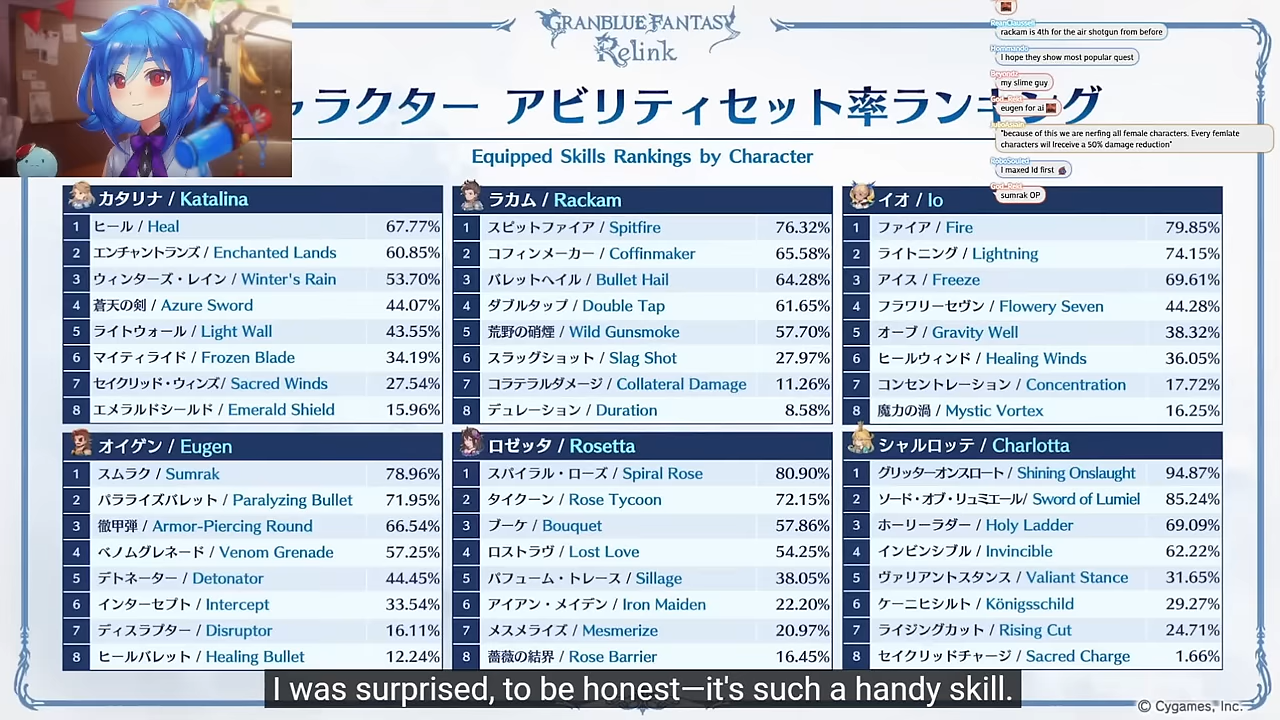 GRANBLUE FANTASY
Relink
ャラクター アビリティセット率ランキング
Equipped Skills Rankings by Character
rackam is 4th for the air shotgun from before
Hommando
I hope they show most popular quest
my slime guy
eugen for ai
"because of this we are nerfing all female characters. Every femlate
characters wil lreceive a 50% damage reduction"
I maxed Id first
sumrak OP
カタリナ / Katalina
1 ヒール / Heal 67.77%
2 エンチャントランズ / Enchanted Lands 60.85%
3 ウィンターズ・レイン / Winter's Rain 53.70%
4 蒼天の剣 / Azure Sword 44.07%
5 ライトウォール / Light Wall 43.55%
6 マイティライド / Frozen Blade 34.19%
7 セイクリッド・ウィンズ/ Sacred Winds 27.54%
8 エメラルドシールド / Emerald Shield 15.96%
ラカム / Rackam
1 スピットファイア / Spitfire 76.32%
2 コフィンメーカー / Coffinmaker 65.58%
3 バレットヘイル / Bullet Hail 64.28%
4 ダブルタップ / Double Tap 61.65%
5 荒野の硝煙 / Wild Gunsmoke 57.70%
6 スラッグショット / Slag Shot 27.97%
7 コラテラルダメージ / Collateral Damage 11.26%
8 デュレーション / Duration 8.58%
イオ / Io
1 ファイア / Fire 79.85%
2 ライトニング / Lightning 74.15%
3 アイス / Freeze 69.61%
4 フラワリーセヴン / Flowery Seven 44.28%
5 オーブ / Gravity Well 38.32%
6 ヒールウィンド / Healing Winds 36.05%
7 コンセントレーション / Concentration 17.72%
8 魔力の渦 / Mystic Vortex 16.25%
オイゲン / Eugen
1 スムラク / Sumrak 78.96%
2 パラライズバレット / Paralyzing Bullet 71.95%
3 徹甲弾 / Armor-Piercing Round 66.54%
4 ベノムグレネード / Venom Grenade 57.25%
5 デトネーター / Detonator 44.45%
6 インターセプト / Intercept 33.54%
7 ディスラプター / Disruptor 16.11%
8 ヒールバレット / Healing Bullet 12.24%
ロゼッタ / Rosetta
1 スパイラル・ローズ / Spiral Rose 80.90%
2 タイクーン / Rose Tycoon 72.15%
3 ブーケ / Bouquet 57.86%
4 ロストラヴ / Lost Love 54.25%
5 パフューム・トレース / Sillage 38.05%
6 アイアン・メイデン / Iron Maiden 22.20%
7 メスメライズ / Mesmerize 20.97%
8 薔薇の結界 / Rose Barrier 16.45%
シャルロッテ / Charlotta
1 グリッターオンスロート / Shining Onslaught 94.87%
2 ソード・オブ・リュミエール/ Sword of Lumiel 85.24%
3 ホーリーラダー / Holy Ladder 69.09%
4 インビンシブル / Invincible 62.22%
5 ヴァリアントスタンス / Valiant Stance 31.65%
6 ケーニヒシルト / Königsschild 29.27%
7 ライジングカット / Rising Cut 24.71%
8 セイクリッドチャージ / Sacred Charge 1.66%
I was surprised, to be honest—it's such a handy skill.
© Cygames, Inc.